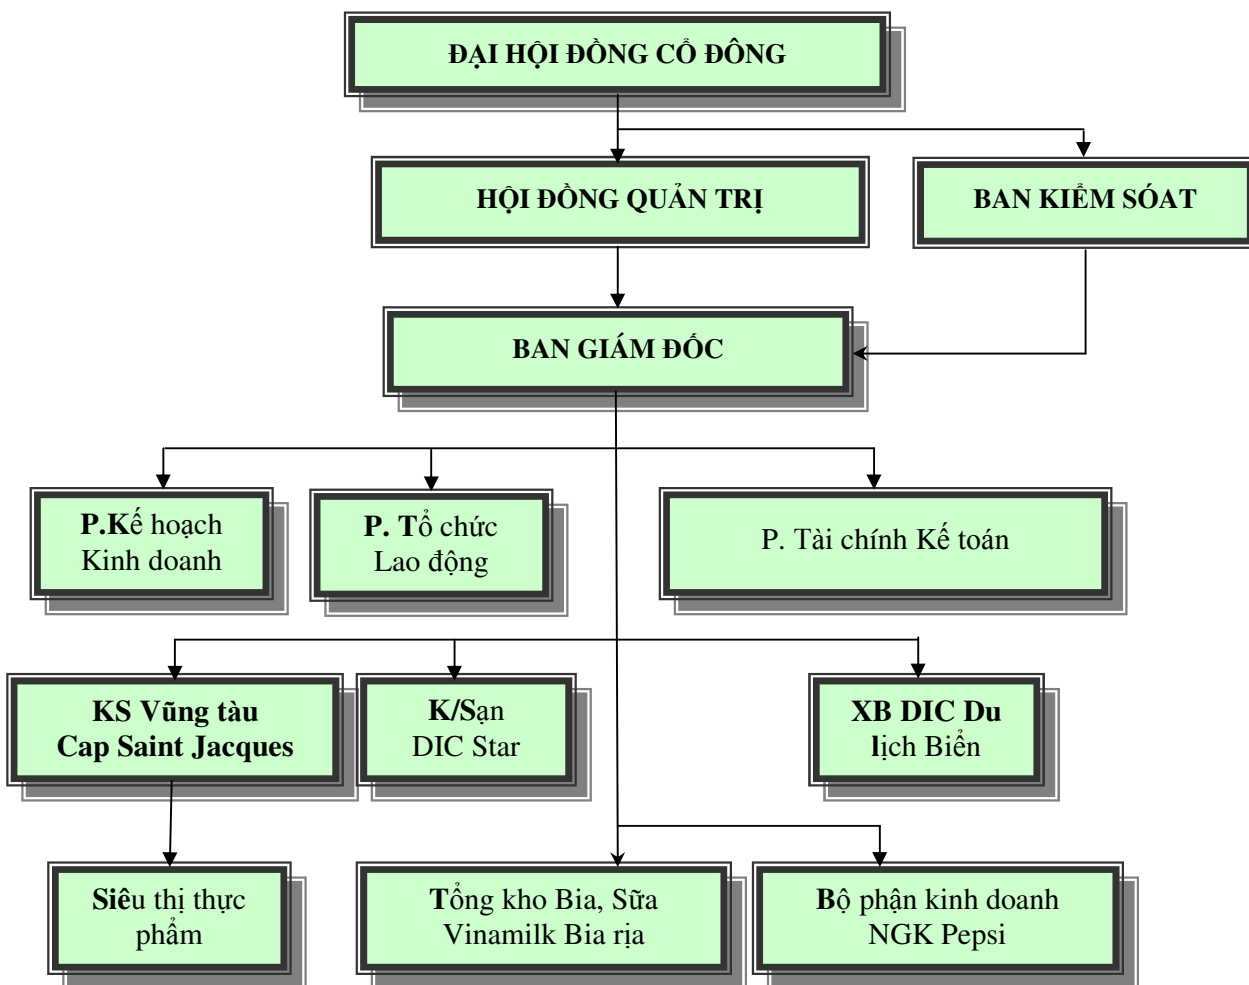 ĐẠI HỘI ĐỒNG CỔ ĐÔNG
HỘI ĐỒNG QUẢN TRỊ
BAN KIỂM SÓAT
BAN GIÁM ĐỐC
P.Kế hoạch
Kinh doanh
P. Tổ chức
Lao động
P. Tài chính Kế toán
KS Vũng tàu
Cap Saint Jacques
K/Sạn
DIC Star
XB DIC Du
lịch Biển
Siêu thị thực
phẩm
Tổng kho Bia, Sữa
Vinamilk Bia rịa
Bộ phận kinh doanh
NGK Pepsi